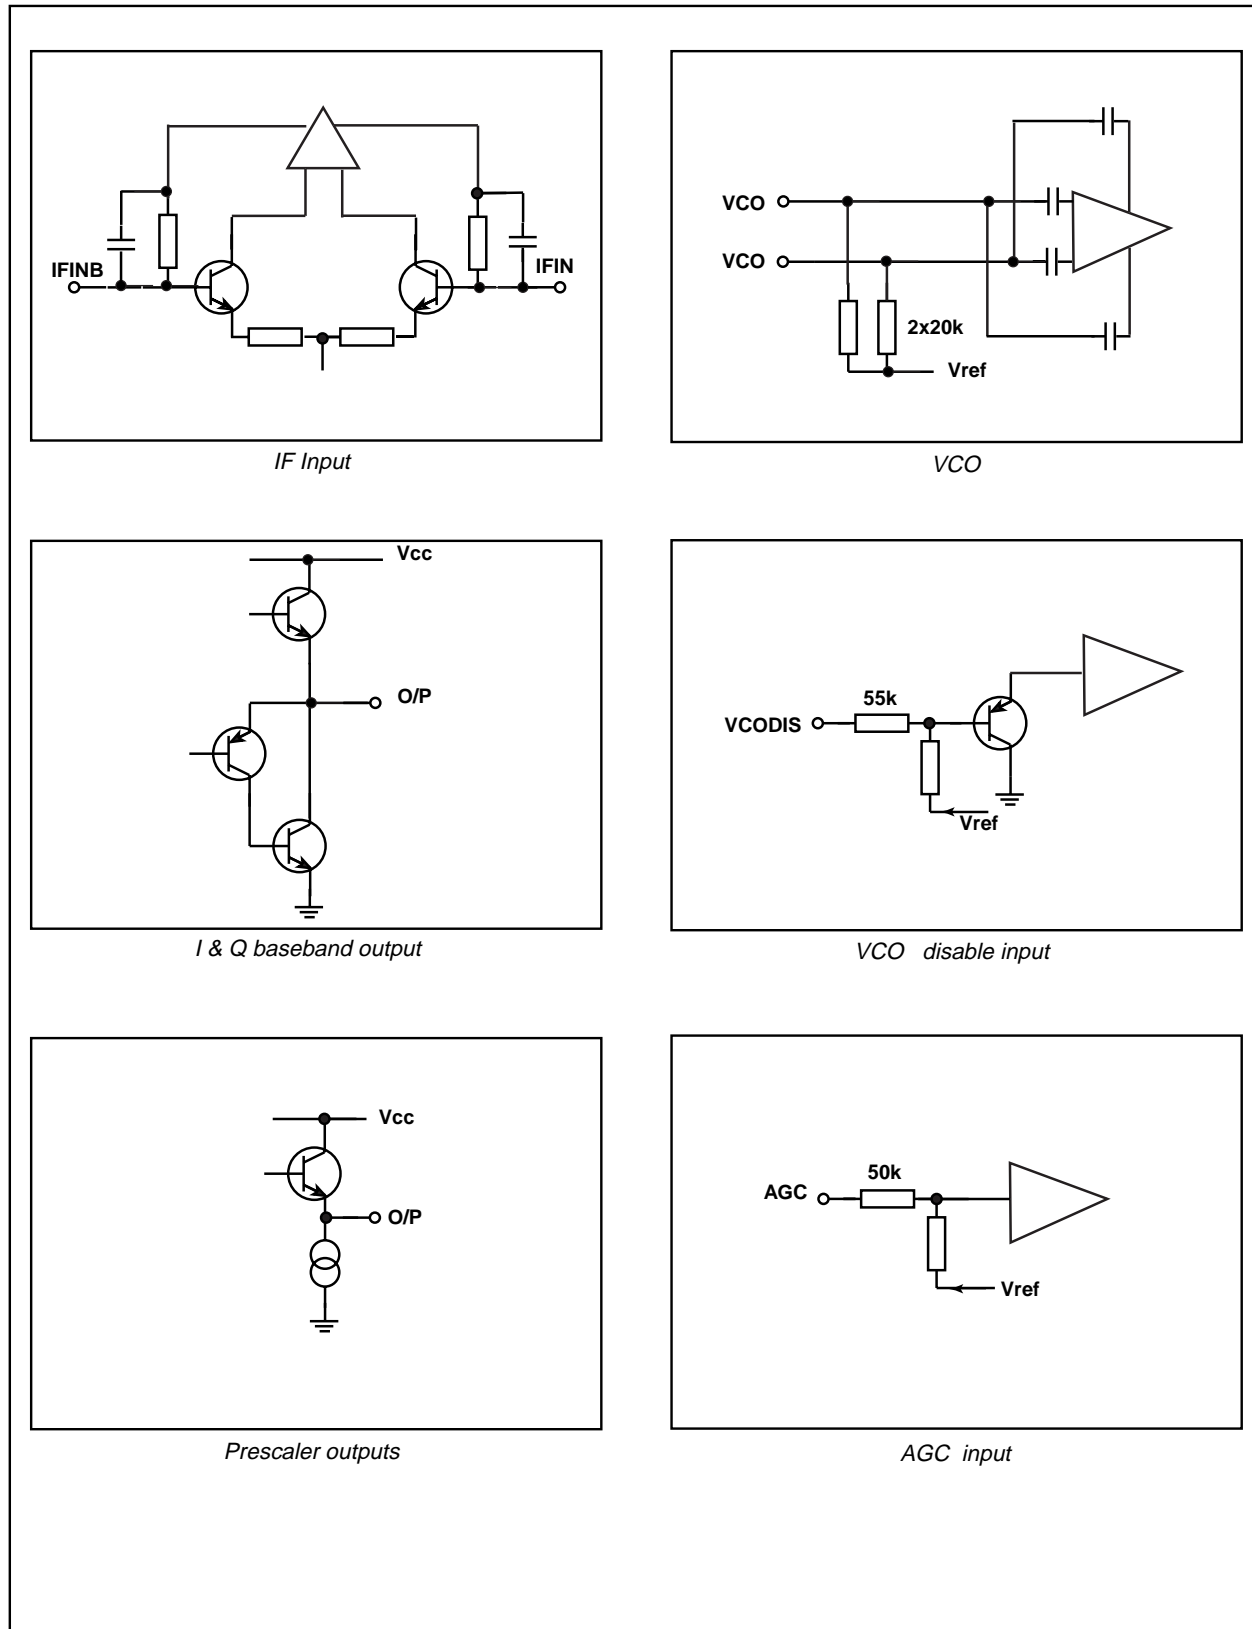 IFINB
IFIN
IF Input
VCO
VCO
2x20k
Vref
VCO
Vcc
O/P
I & Q baseband output
55k
VCODIS
Vref
VCO disable input
Vcc
O/P
Prescaler outputs
50k
AGC
Vref
AGC input